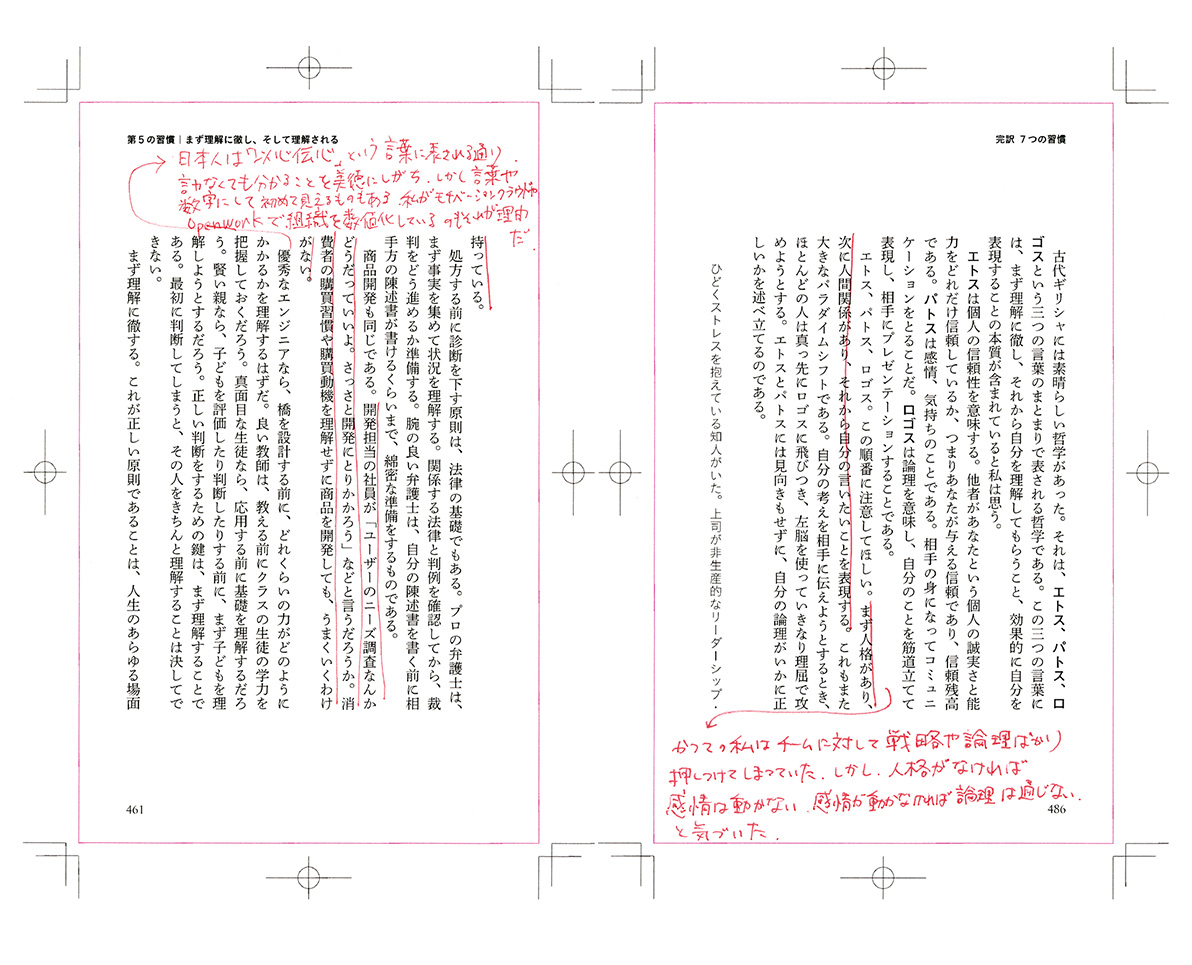 第5の習慣|まず理解に徹し、そして理解される
日本人は「以心伝心」という言葉に表される通り、
言わなくても分かることを美徳にしがち。しかし言葉や
数字にして初めて見えるものもある。私がモチベーションクラウドや
Openworkで組織を数値化しているのもそれが理由
だ。
持っている。
処方する前に診断を下す原則は、法律の基礎でもある。プロの弁護士は、
まず事実を集めて状況を理解する。関係する法律と判例を確認してから、裁
判をどう進めるか準備する。腕の良い弁護士は、自分の陳述書を書く前に相
手方の陳述書が書けるくらいまで、綿密な準備をするものである。
商品開発も同じである。開発担当の社員が「ユーザーのニーズ調査なんか
どうだっていいよ。さっさと開発にとりかかろう」などと言うだろうか。消
費者の購買習慣や購買動機を理解せずに商品を開発しても、うまくいくわけ
がない。
優秀なエンジニアなら、橋を設計する前に、どれくらいの力がどのように
かかるかを理解するはずだ。良い教師は、教える前にクラスの生徒の学力を
把握しておくだろう。真面目な生徒なら、応用する前に基礎を理解するだろ
う。賢い親なら、子どもを評価したり判断したりする前に、まず子どもを理
解しようとするだろう。正しい判断をするための鍵は、まず理解することで
ある。最初に判断してしまうと、その人をきちんと理解することは決してで
きない。
まず理解に徹する。これが正しい原則であることは、人生のあらゆる場面
461
完訳 7つの習慣
古代ギリシャには素晴らしい哲学があった。それは、エトス、パトス、ロ
ゴスという三つの言葉のまとまりで表される哲学である。この三つの言葉に
は、まず理解に徹し、それから自分を理解してもらうこと、効果的に自分を
表現することの本質が含まれていると私は思う。
エトスは個人の信頼性を意味する。他者があなたという個人の誠実さと能
力をどれだけ信頼しているか、つまりあなたが与える信頼であり、信頼残高
である。パトスは感情、気持ちのことである。相手の身になってコミュニ
ケーションをとることだ。ロゴスは論理を意味し、自分のことを筋道立てて
表現し、相手にプレゼンテーションすることである。
エトス、パトス、ロゴス。この順番に注意してほしい。まず人格があり、
次に人間関係があり、それから自分の言いたいことを表現する。これもまた
大きなパラダイムシフトである。自分の考えを相手に伝えようとするとき、
ほとんどの人は真っ先にロゴスに飛びつき、左脳を使っていきなり理屈で攻
めようとする。エトスとパトスには見向きもせずに、自分の論理がいかに正
しいかを述べ立てるのである。
ひどくストレスを抱えている知人がいた。上司が非生産的なリーダーシップ・
かつての私はチームに対して戦略や論理ばかり
押しつけてしまっていた。しかし、人格がなければ
感情は動かない。感情が動かなければ論理は通じない。
と気づいた。
486